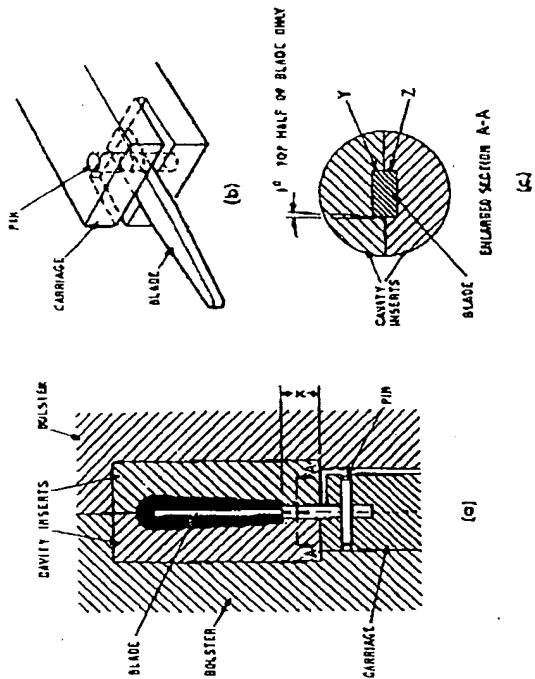 BLADE
CAVITY INSERTS
BOLSTER
BOLSTER
X
A
A
PIN
CARRIAGE
(a)
PIN
CARRIAGE
BLADE
(b)
1° TOP HALF OF BLADE ONLY
Y
Z
CAVITY
INSERTS
BLADE
ENLARGED SECTION A-A
(c)